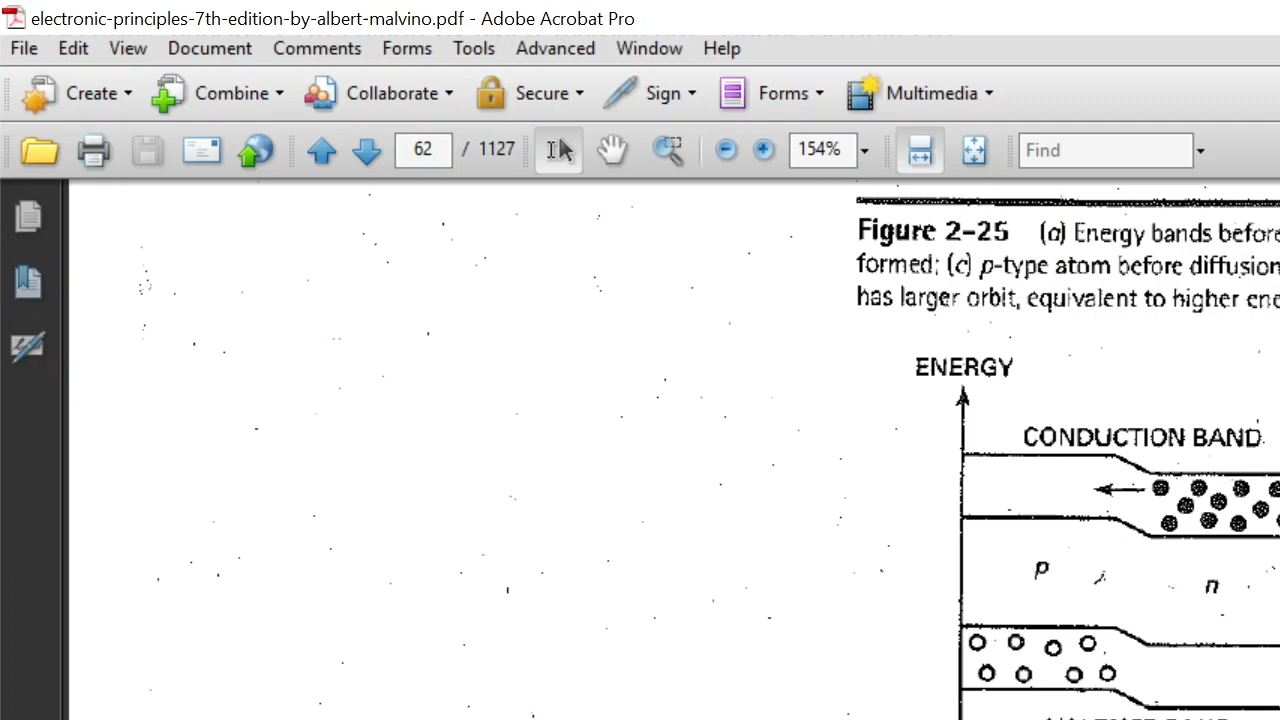 electronic-principles-7th-edition-by-albert-malvino.pdf - Adobe Acrobat Pro
File Edit View Document Comments Forms Tools Advanced Window Help
Create Combine Collaborate Secure Sign Forms Multimedia
62 / 1127 154% Find
Figure 2-25 (a) Energy bands before
formed; (c) p-type atom before diffusion
has larger orbit, equivalent to higher ene
ENERGY
CONDUCTION BAND
p n